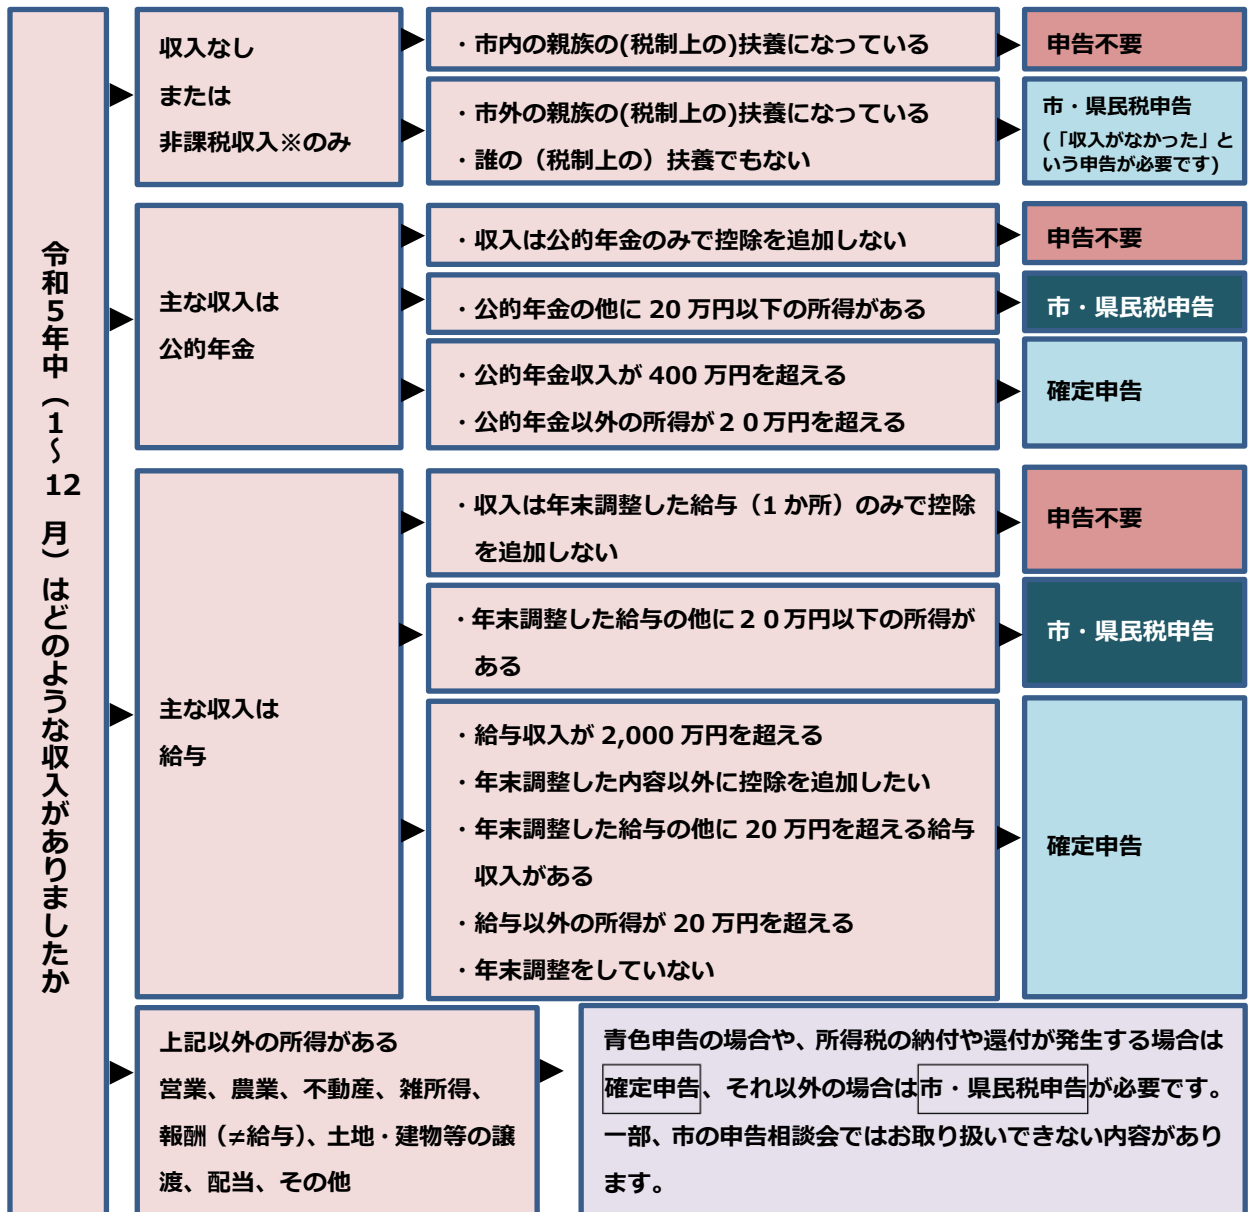 令和5年中（1～12月）はどのような収入がありましたか
収入なし
または
非課税収入※のみ
・市内の親族の(税制上の)扶養になっている
申告不要
・市外の親族の(税制上の)扶養になっている
・誰の（税制上の）扶養でもない
市・県民税申告
(「収入がなかった」と
いう申告が必要です)
主な収入は
公的年金
・収入は公的年金のみで控除を追加しない
申告不要
・公的年金の他に 20 万円以下の所得がある
市・県民税申告
・公的年金収入が 400 万円を超える
・公的年金以外の所得が２０万円を超える
確定申告
主な収入は
給与
・収入は年末調整した給与（1 か所）のみで控除
を追加しない
申告不要
・年末調整した給与の他に２０万円以下の所得が
ある
市・県民税申告
・給与収入が 2,000 万円を超える
・年末調整した内容以外に控除を追加したい
・年末調整した給与の他に 20 万円を超える給与
収入がある
・給与以外の所得が 20 万円を超える
・年末調整をしていない
確定申告
上記以外の所得がある
営業、農業、不動産、雑所得、
報酬（≠給与）、土地・建物等の譲
渡、配当、その他
青色申告の場合や、所得税の納付や還付が発生する場合は
確定申告、それ以外の場合は市・県民税申告が必要です。
一部、市の申告相談会ではお取り扱いできない内容があり
ます。